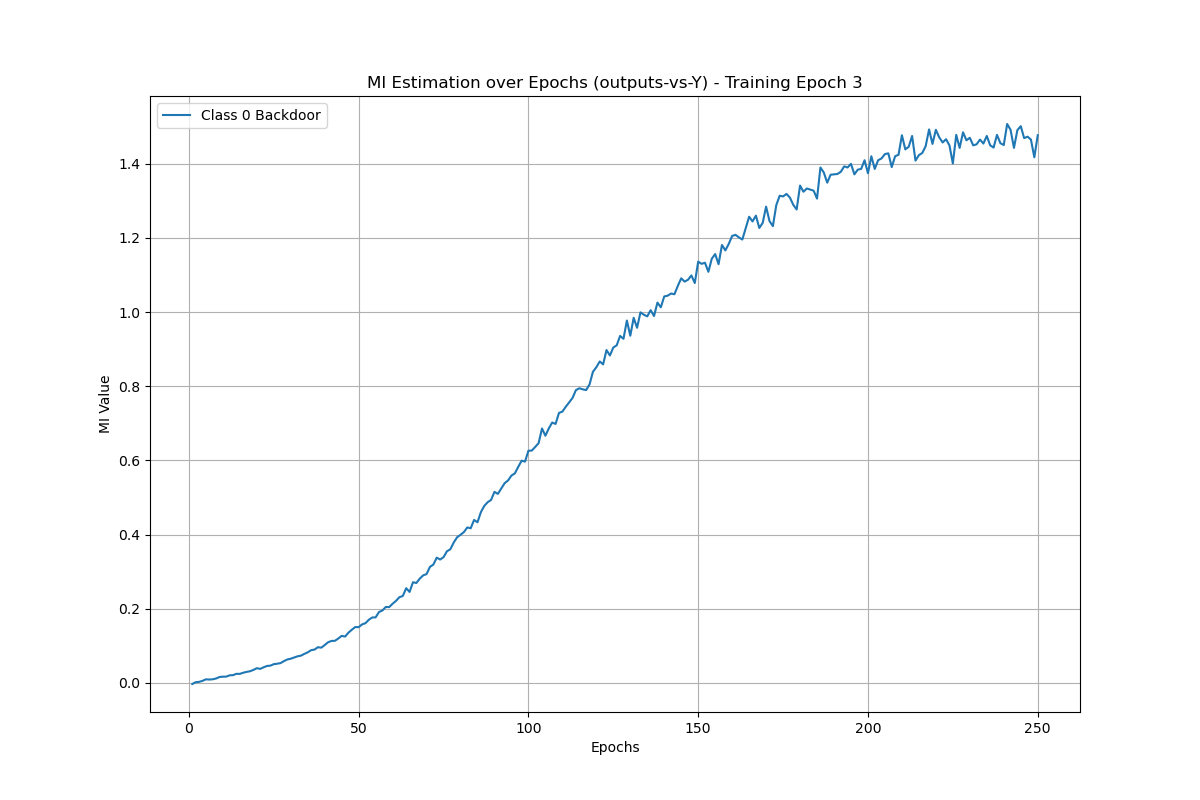 MI Estimation over Epochs (outputs-vs-Y) - Training Epoch 3
Class 0 Backdoor
MI Value
1.4
1.2
1.0
0.8
0.6
0.4
0.2
0.0
0 50 100 150 200 250
Epochs